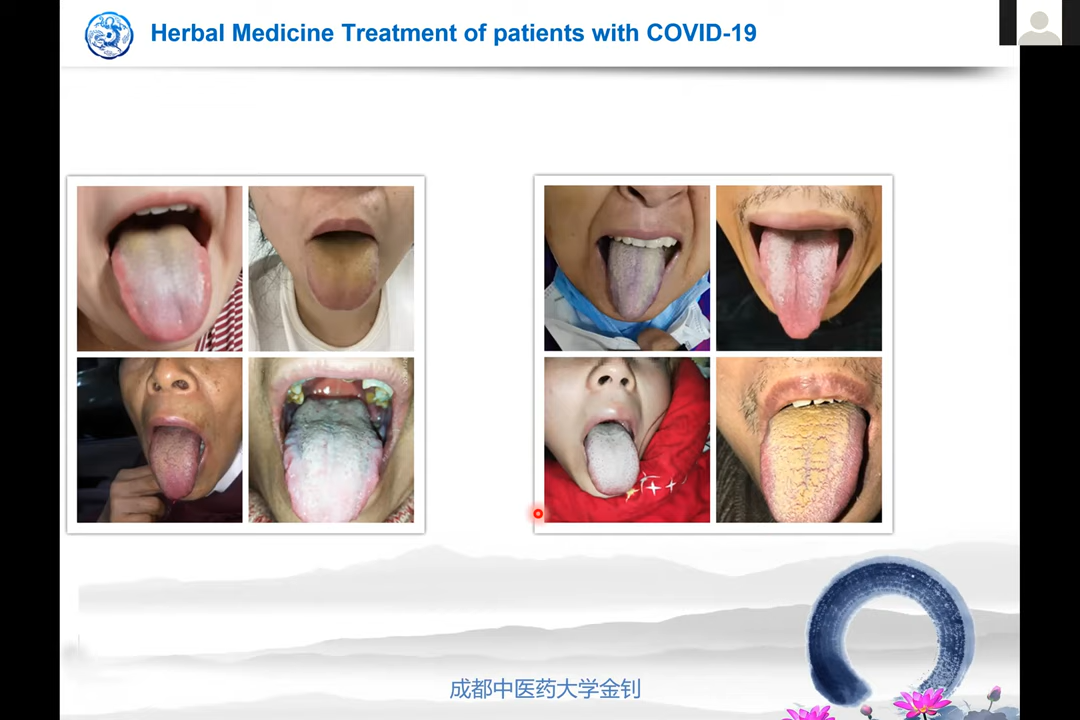 Herbal Medicine Treatment of patients with COVID-19
成都中医药大学金钊